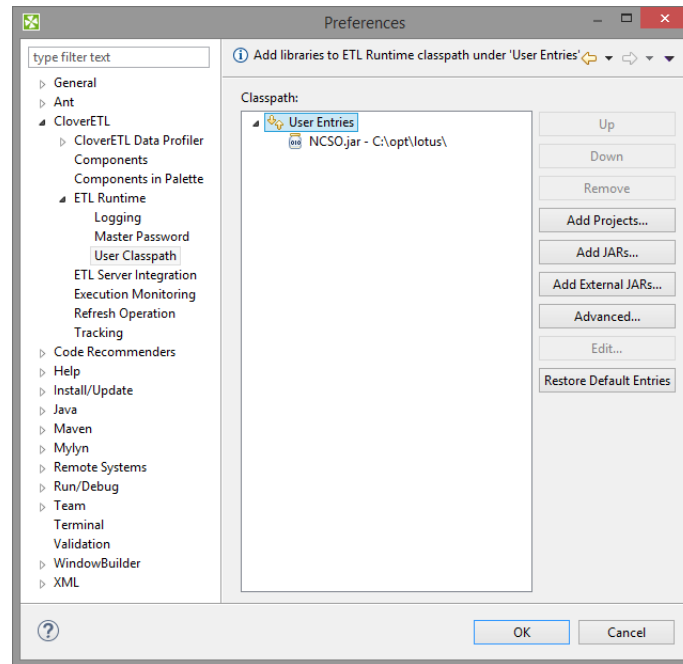 Preferences
type filter text
General
Ant
CloverETL
CloverETL Data Profiler
Components
Components in Palette
ETL Runtime
Logging
Master Password
User Classpath
ETL Server Integration
Execution Monitoring
Refresh Operation
Tracking
Code Recommenders
Help
Install/Update
Java
Maven
Mylyn
Remote Systems
Run/Debug
Team
Terminal
Validation
WindowBuilder
XML
Add libraries to ETL Runtime classpath under 'User Entries'
Classpath:
User Entries
NCSO.jar - C:\opt\lotus\
Up
Down
Remove
Add Projects...
Add JARs...
Add External JARs...
Advanced...
Edit...
Restore Default Entries
OK
Cancel